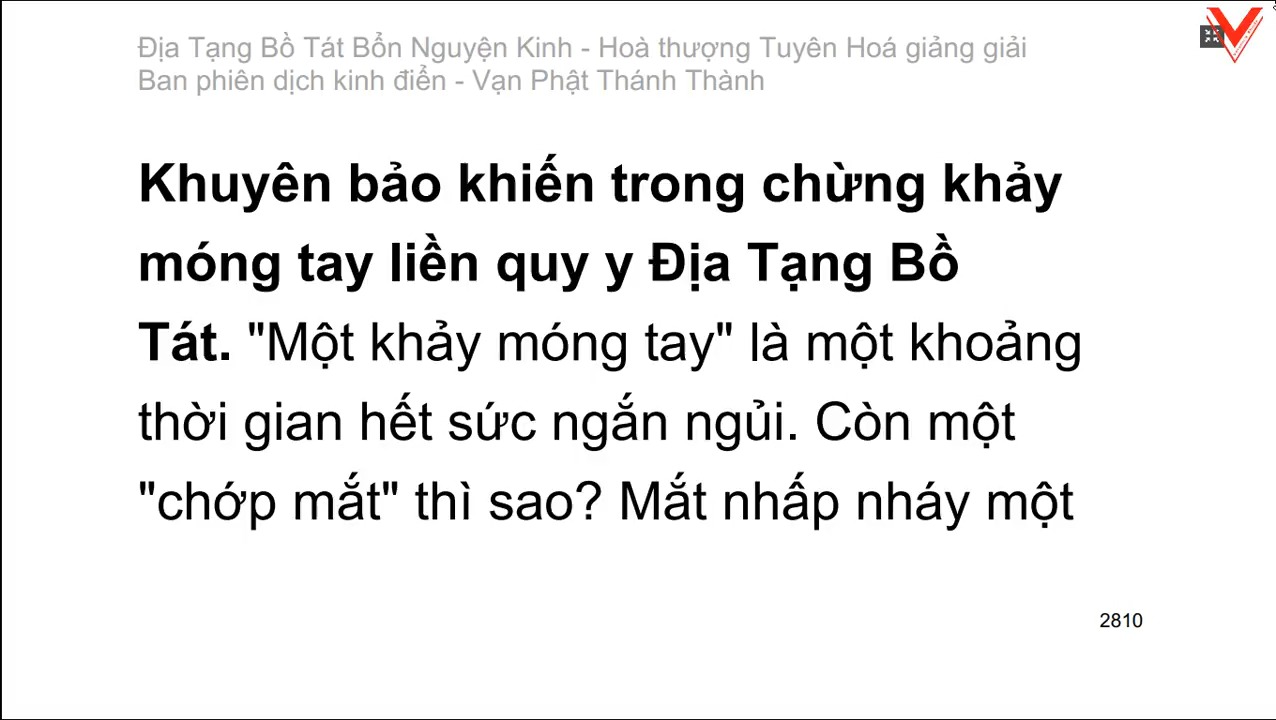 Địa Tạng Bồ Tát Bổn Nguyện Kinh - Hoà thượng Tuyên Hoá giảng giải
Ban phiên dịch kinh điển - Vạn Phật Thánh Thành
Khuyên bảo khiến trong chừng khảy
móng tay liền quy y Địa Tạng Bồ
Tát. "Một khảy móng tay" là một khoảng
thời gian hết sức ngắn ngủi. Còn một
"chớp mắt" thì sao? Mắt nhấp nháy một
2810